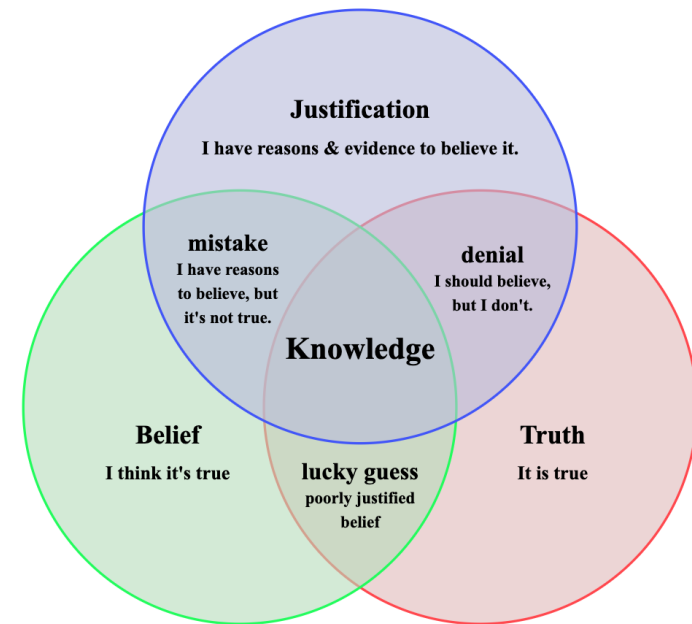 Justification
I have reasons & evidence to believe it.
mistake
I have reasons
to believe, but
it's not true.
denial
I should believe,
but I don't.
Knowledge
Belief
I think it's true
lucky guess
poorly justified
belief
Truth
It is true